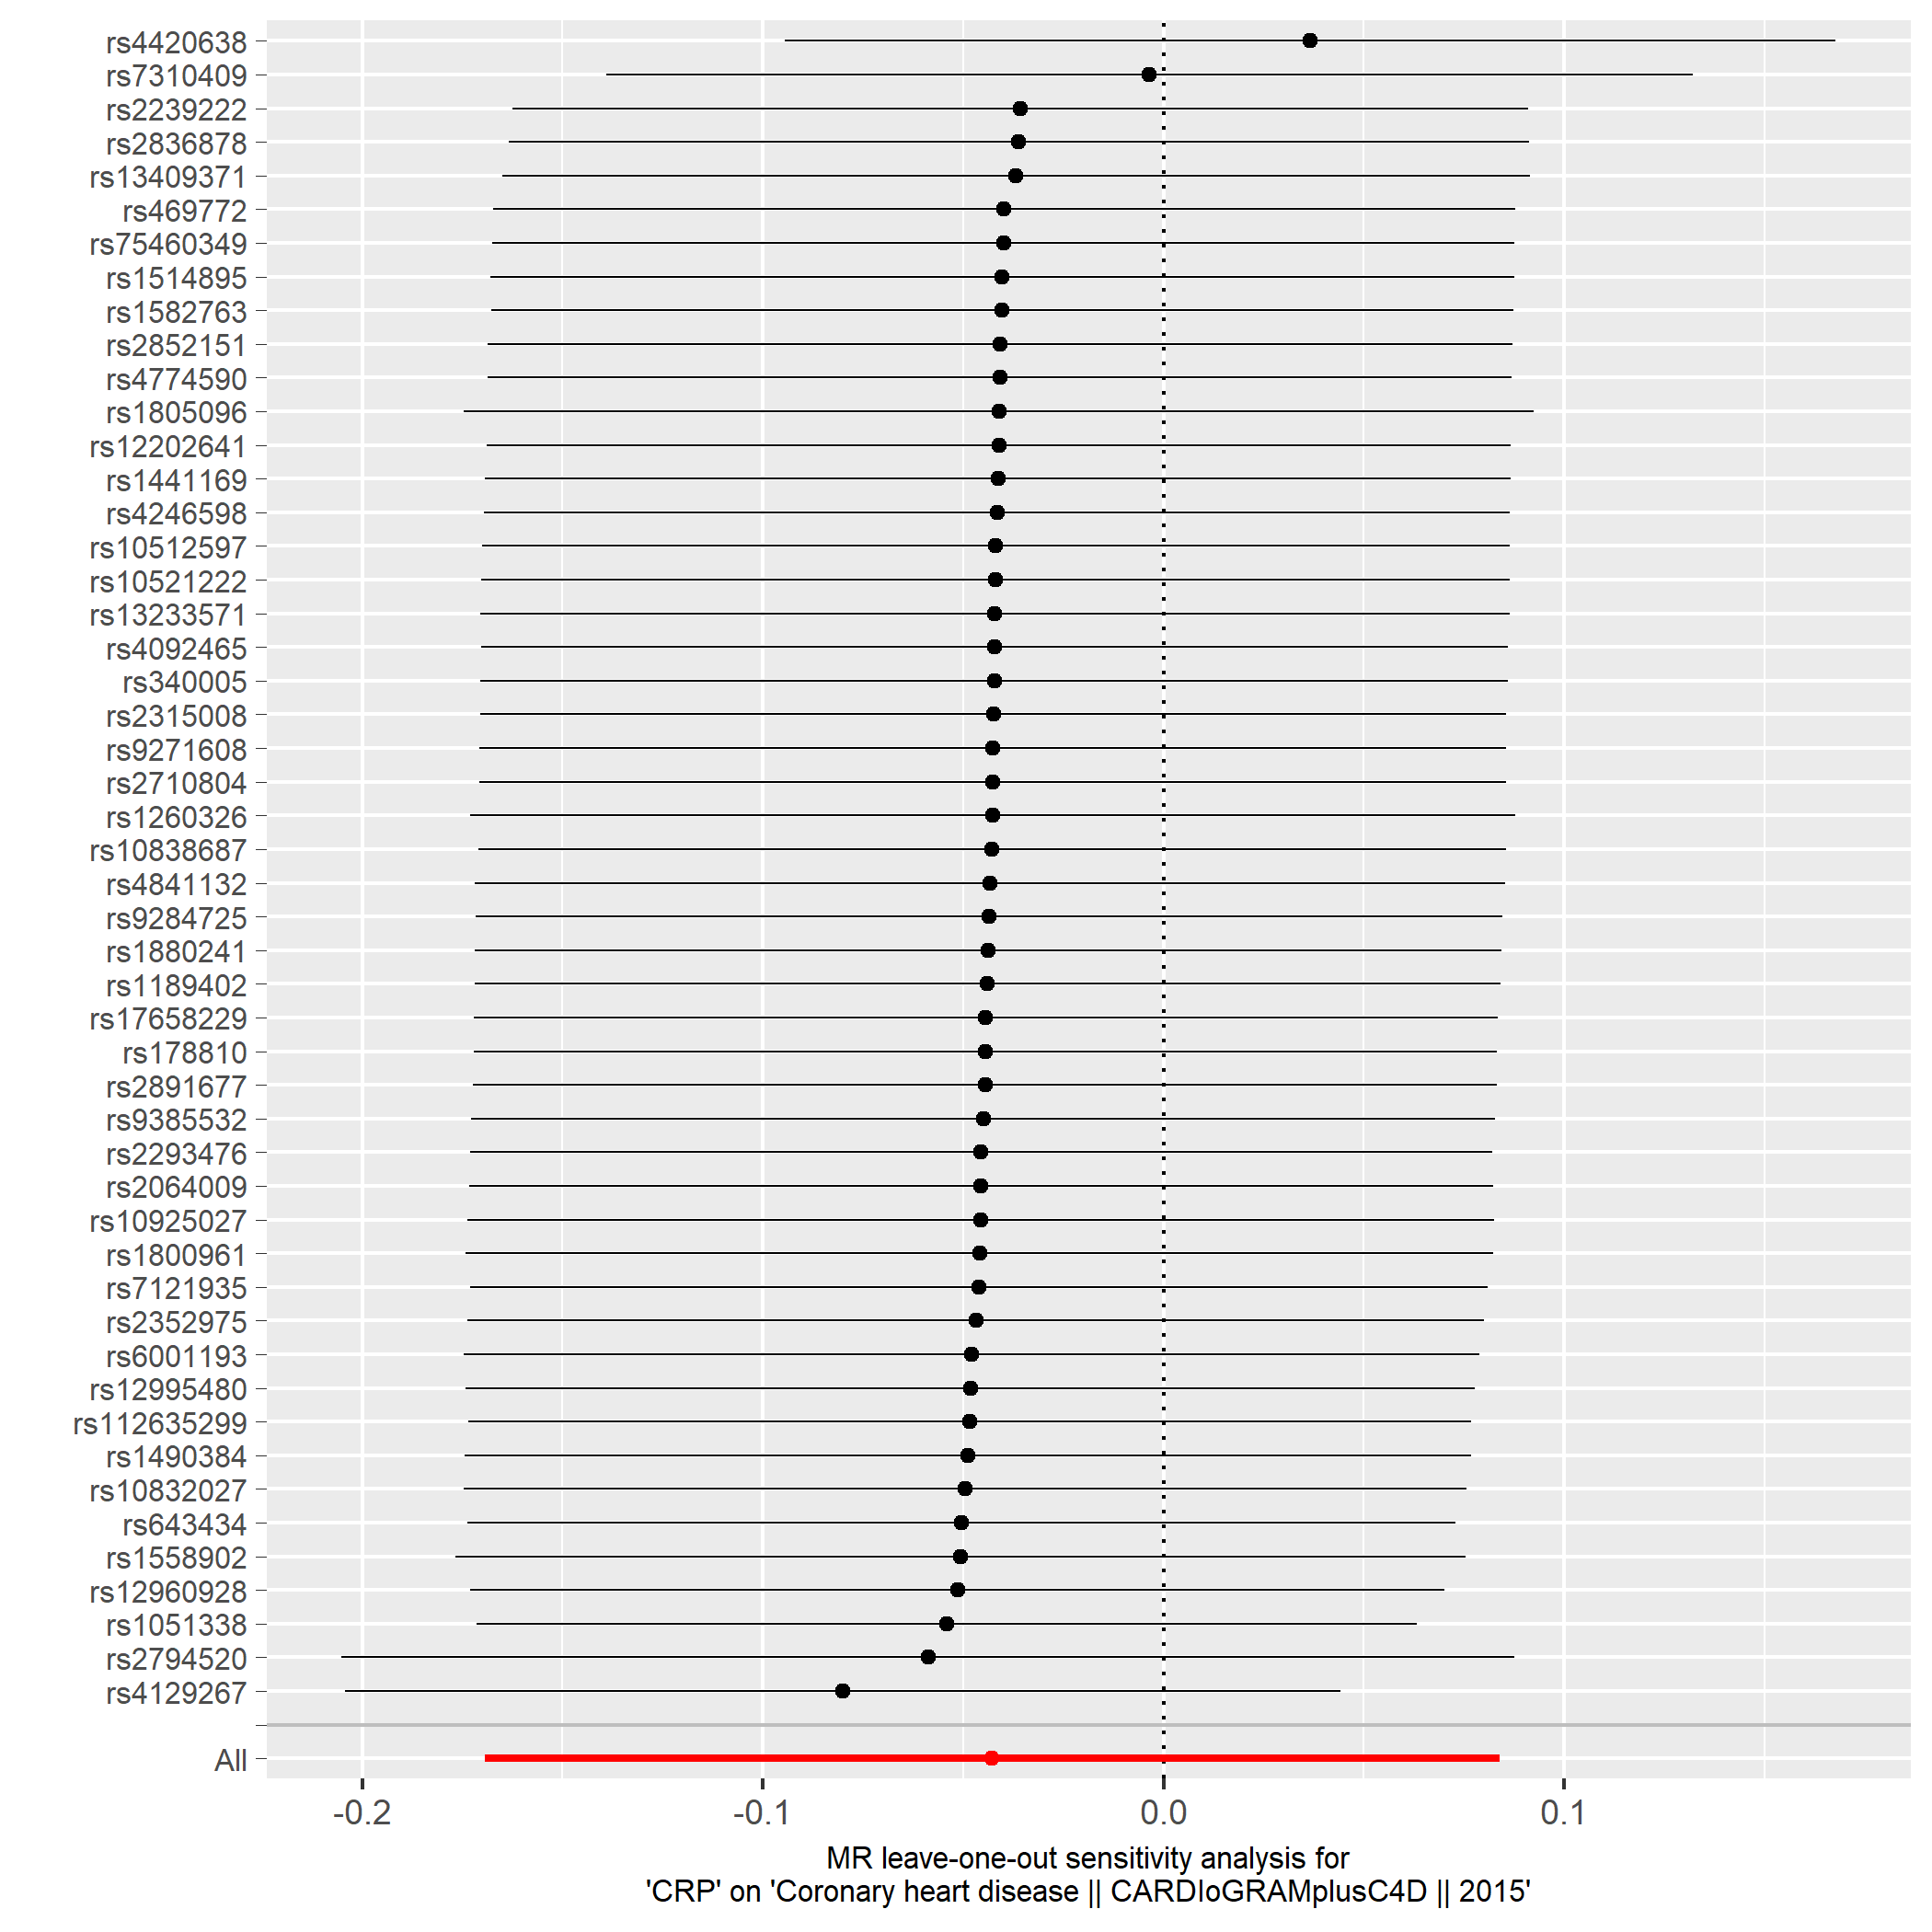 rs4420638
rs7310409
rs2239222
rs2836878
rs13409371
rs469772
rs75460349
rs1514895
rs1582763
rs2852151
rs4774590
rs1805096
rs12202641
rs1441169
rs4246598
rs10512597
rs10521222
rs13233571
rs4092465
rs340005
rs2315008
rs9271608
rs2710804
rs1260326
rs10838687
rs4841132
rs9284725
rs1880241
rs1189402
rs17658229
rs178810
rs2891677
rs9385532
rs2293476
rs2064009
rs10925027
rs1800961
rs7121935
rs2352975
rs6001193
rs12995480
rs112635299
rs1490384
rs10832027
rs643434
rs1558902
rs12960928
rs1051338
rs2794520
rs4129267
All
-0.2 -0.1 0.0 0.1
MR leave-one-out sensitivity analysis for
'CRP' on 'Coronary heart disease || CARDIoGRAMplusC4D || 2015'